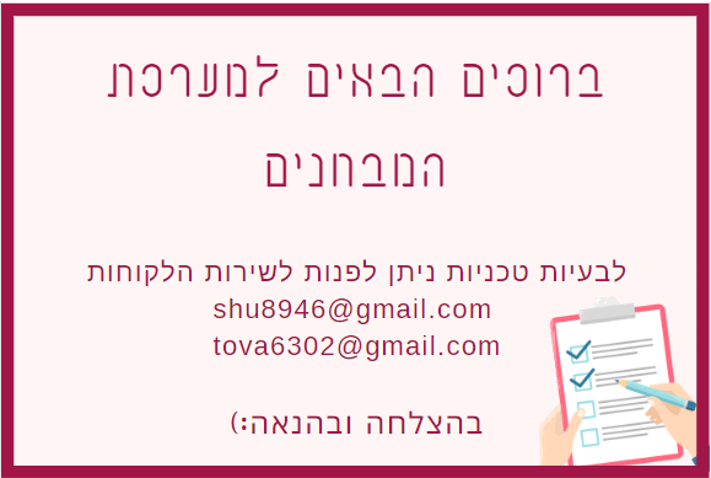 ברוכים הבאים למערכת
המבחנים
לבעיות טכניות ניתן לפנות לשירות הלקוחות
shu8946@gmail.com
tova6302@gmail.com
בהצלחה ובהנאה:)